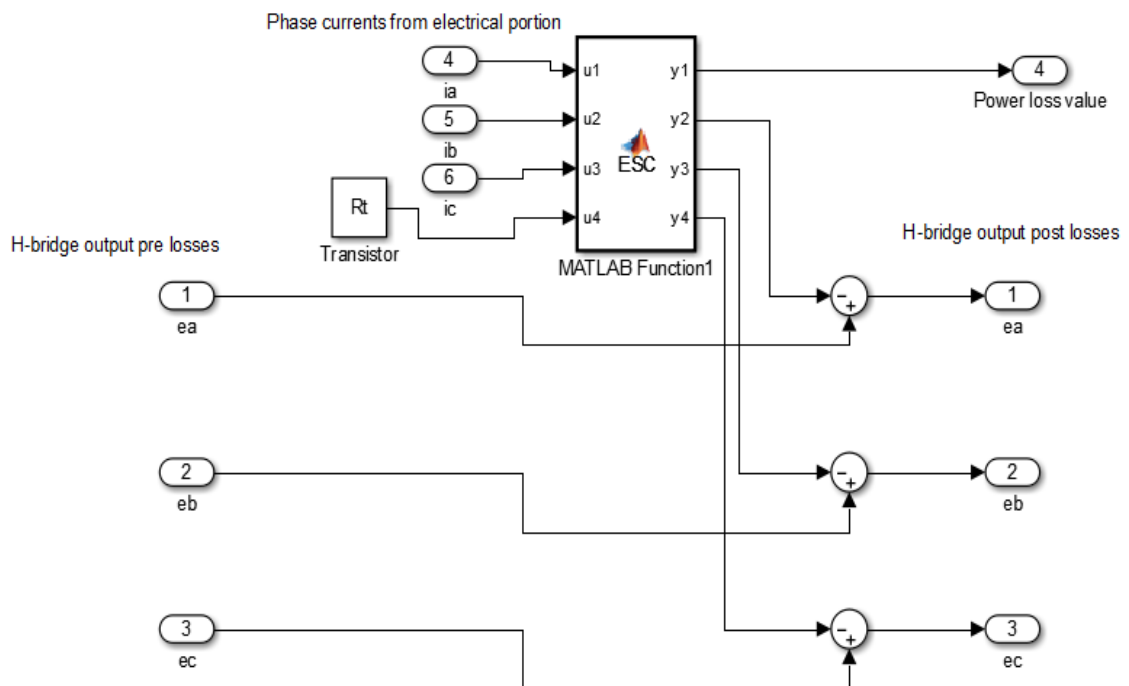 Phase currents from electrical portion
4
ia
5
ib
6
ic
Rt
Transistor
u1
u2
u3
u4
ESC
y1
y2
y3
y4
MATLAB Function1
4
Power loss value
H-bridge output pre losses
H-bridge output post losses
1
ea
-
+
1
ea
2
eb
-
+
2
eb
3
ec
-
+
3
ec